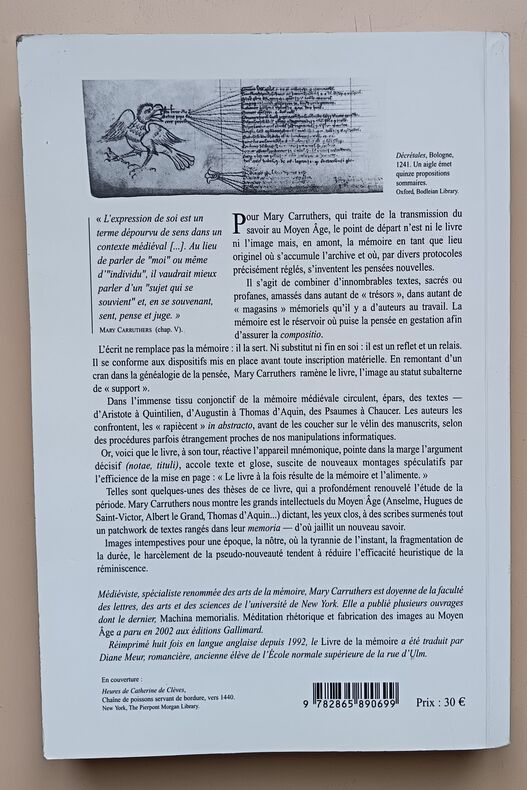 Décrétales, Bologne,
1241. Un aigle émet
quinze propositions
sommaires.
Oxford, Bodleian Library.
« L'expression de soi est un
terme dépourvu de sens dans un
contexte médiéval [...]. Au lieu
de parler de "moi" ou même
d'"individu", il vaudrait mieux
parler d'un "sujet qui se
souvient" et, en se souvenant,
sent, pense et juge. »
MARY CARRUTHERS (chap. V).
Pour Mary Carruthers, qui traite de la transmission du
savoir au Moyen Âge, le point de départ n'est ni le livre
ni l'image mais, en amont, la mémoire en tant que lieu
originel où s'accumule l'archive et où, par divers protocoles
précisément réglés, s'inventent les pensées nouvelles.
Il s'agit de combiner d'innombrables textes, sacrés ou
profanes, amassés dans autant de « trésors », dans autant de
« magasins » mémoriels qu'il y a d'auteurs au travail. La
mémoire est le réservoir où puise la pensée en gestation afin
d'assurer la compositio.
L'écrit ne remplace pas la mémoire : il la sert. Ni substitut ni fin en soi : il est un reflet et un relais.
Il se conforme aux dispositifs mis en place avant toute inscription matérielle. En remontant d'un
cran dans la généalogie de la pensée, Mary Carruthers ramène le livre, l'image au statut subalterne
de « support ».
Dans l'immense tissu conjonctif de la mémoire médiévale circulent, épars, des textes —
d'Aristote à Quintilien, d'Augustin à Thomas d'Aquin, des Psaumes à Chaucer. Les auteurs les
confrontent, les « rapiècent » in abstracto, avant de les coucher sur le vélin des manuscrits, selon
des procédures parfois étrangement proches de nos manipulations informatiques.
Or, voici que le livre, à son tour, réactive l'appareil mnémonique, pointe dans la marge l'argument
décisif (notae, tituli), accole texte et glose, suscite de nouveaux montages spéculatifs par
l'efficience de la mise en page : « Le livre à la fois résulte de la mémoire et l'alimente. »
Telles sont quelques-unes des thèses de ce livre, qui a profondément renouvelé l'étude de la
période. Mary Carruthers nous montre les grands intellectuels du Moyen Âge (Anselme, Hugues de
Saint-Victor, Albert le Grand, Thomas d'Aquin...) dictant, les yeux clos, à des scribes surmenés tout
un patchwork de textes rangés dans leur memoria — d'où jaillit un nouveau savoir.
Images intempestives pour une époque, la nôtre, où la tyrannie de l'instant, la fragmentation de
la durée, le harcèlement de la pseudo-nouveauté tendent à réduire l'efficacité heuristique de la
réminiscence.
Médiéviste, spécialiste renommée des arts de la mémoire, Mary Carruthers est doyenne de la faculté
des lettres, des arts et des sciences de l'université de New York. Elle a publié plusieurs ouvrages
dont le dernier, Machina memorialis. Méditation rhétorique et fabrication des images au Moyen
Âge a paru en 2002 aux éditions Gallimard.
Réimprimé huit fois en langue anglaise depuis 1992, le Livre de la mémoire a été traduit par
Diane Meur, romancière, ancienne élève de l'École normale supérieure de la rue d'Ulm.
En couverture :
Heures de Catherine de Clèves,
Chaîne de poissons servant de bordure, vers 1440.
New York, The Pierpont Morgan Library.
9 782865 890699
Prix : 30 €